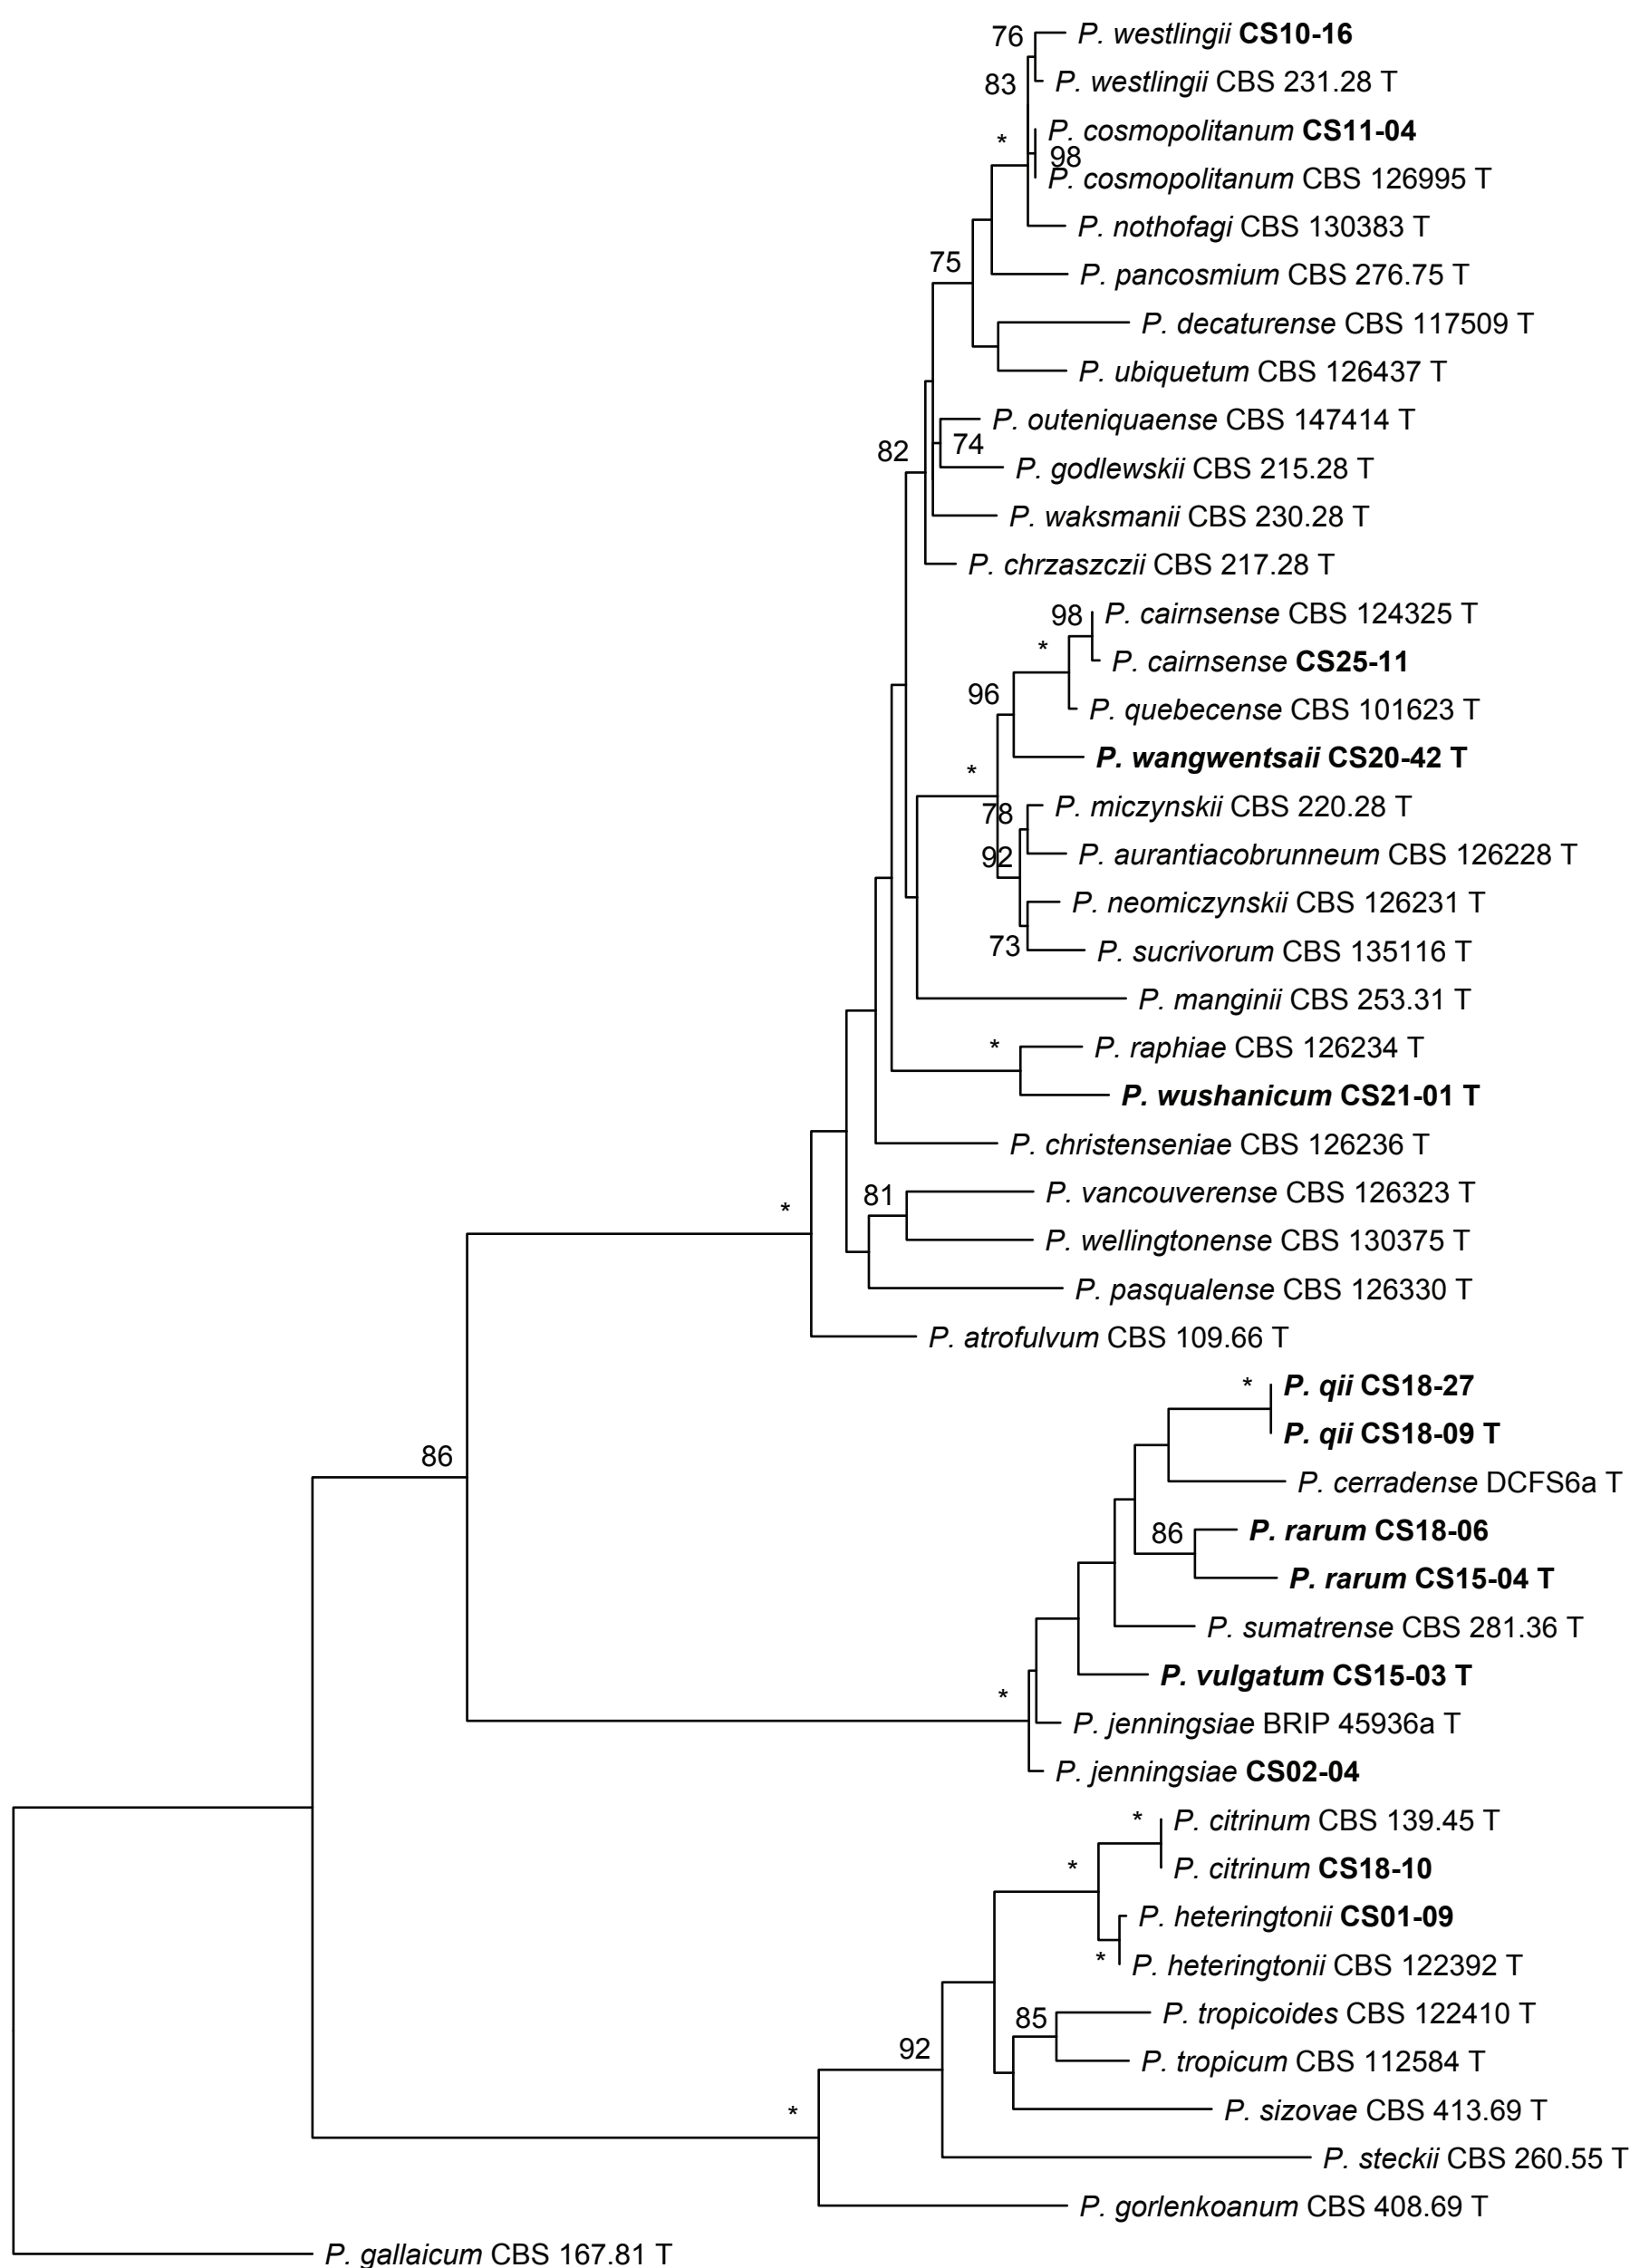 76 P. westlingii CS10-16
P. westlingii CBS 231.28 T
83
P. cosmopolitanum CS11-04
*
98
P. cosmopolitanum CBS 126995 T
P. nothofagi CBS 130383 T
75
P. pancosmium CBS 276.75 T
P. decaturense CBS 117509 T
P. ubiquetum CBS 126437 T
P. outeniquaense CBS 147414 T
82 74
P. godlewskii CBS 215.28 T
P. waksmanii CBS 230.28 T
P. chrzaszczii CBS 217.28 T
98 P. cairnsense CBS 124325 T
*
P. cairnsense CS25-11
96
P. quebecense CBS 101623 T
P. wangwentsaii CS20-42 T
*
78 P. miczynskii CBS 220.28 T
92 P. aurantiacobrunneum CBS 126228 T
P. neomiczynskii CBS 126231 T
73 P. sucrivorum CBS 135116 T
P. manginii CBS 253.31 T
* P. raphiae CBS 126234 T
P. wushanicum CS21-01 T
P. christenseniae CBS 126236 T
81 P. vancouverense CBS 126323 T
*
P. wellingtonense CBS 130375 T
P. pasqualense CBS 126330 T
P. atrofulvum CBS 109.66 T
* P. qii CS18-27
P. qii CS18-09 T
86
P. cerradense DCFS6a T
86 P. rarum CS18-06
P. rarum CS15-04 T
P. sumatrense CBS 281.36 T
P. vulgatum CS15-03 T
*
P. jenningsiae BRIP 45936a T
P. jenningsiae CS02-04
* P. citrinum CBS 139.45 T
* P. citrinum CS18-10
P. heteringtonii CS01-09
* P. heteringtonii CBS 122392 T
85 P. tropicoides CBS 122410 T
92
P. tropicum CBS 112584 T
* P. sizovae CBS 413.69 T
P. steckii CBS 260.55 T
P. gorlenkoanum CBS 408.69 T
P. gallaicum CBS 167.81 T